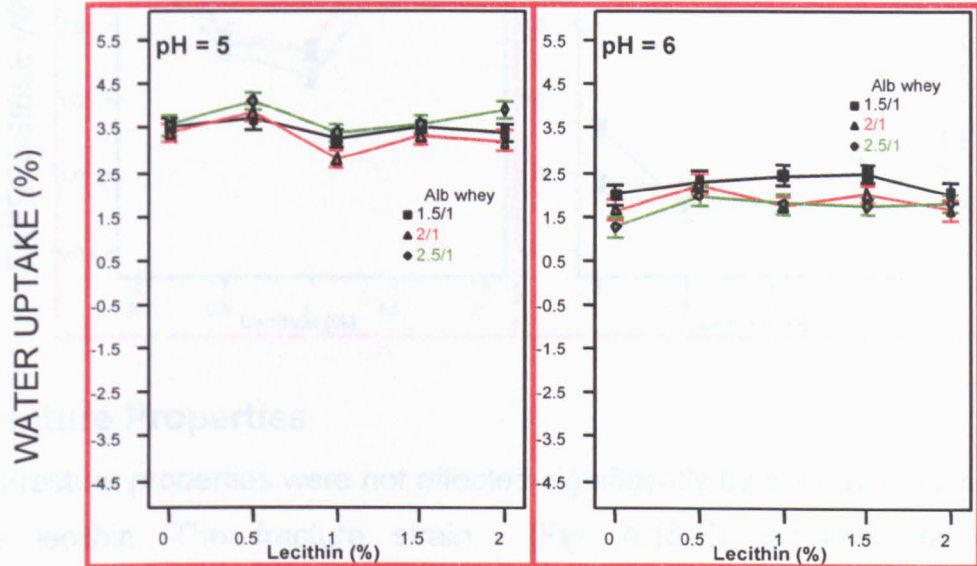 WATER UPTAKE (%)
pH = 5
5.5
4.5
3.5
2.5
1.5
0.5
-0.5
-1.5
-2.5
-3.5
-4.5
Alb whey
1.5/1
2/1
2.5/1
0 0.5 1 1.5 2
Lecithin (%)
pH = 6
5.5
4.5
3.5
2.5
1.5
0.5
-0.5
-1.5
-2.5
-3.5
-4.5
Alb whey
1.5/1
2/1
2.5/1
0 0.5 1 1.5 2
Lecithin (%)
Lecithin (%)
Properties
properties were not
lecithin. The fracture strain